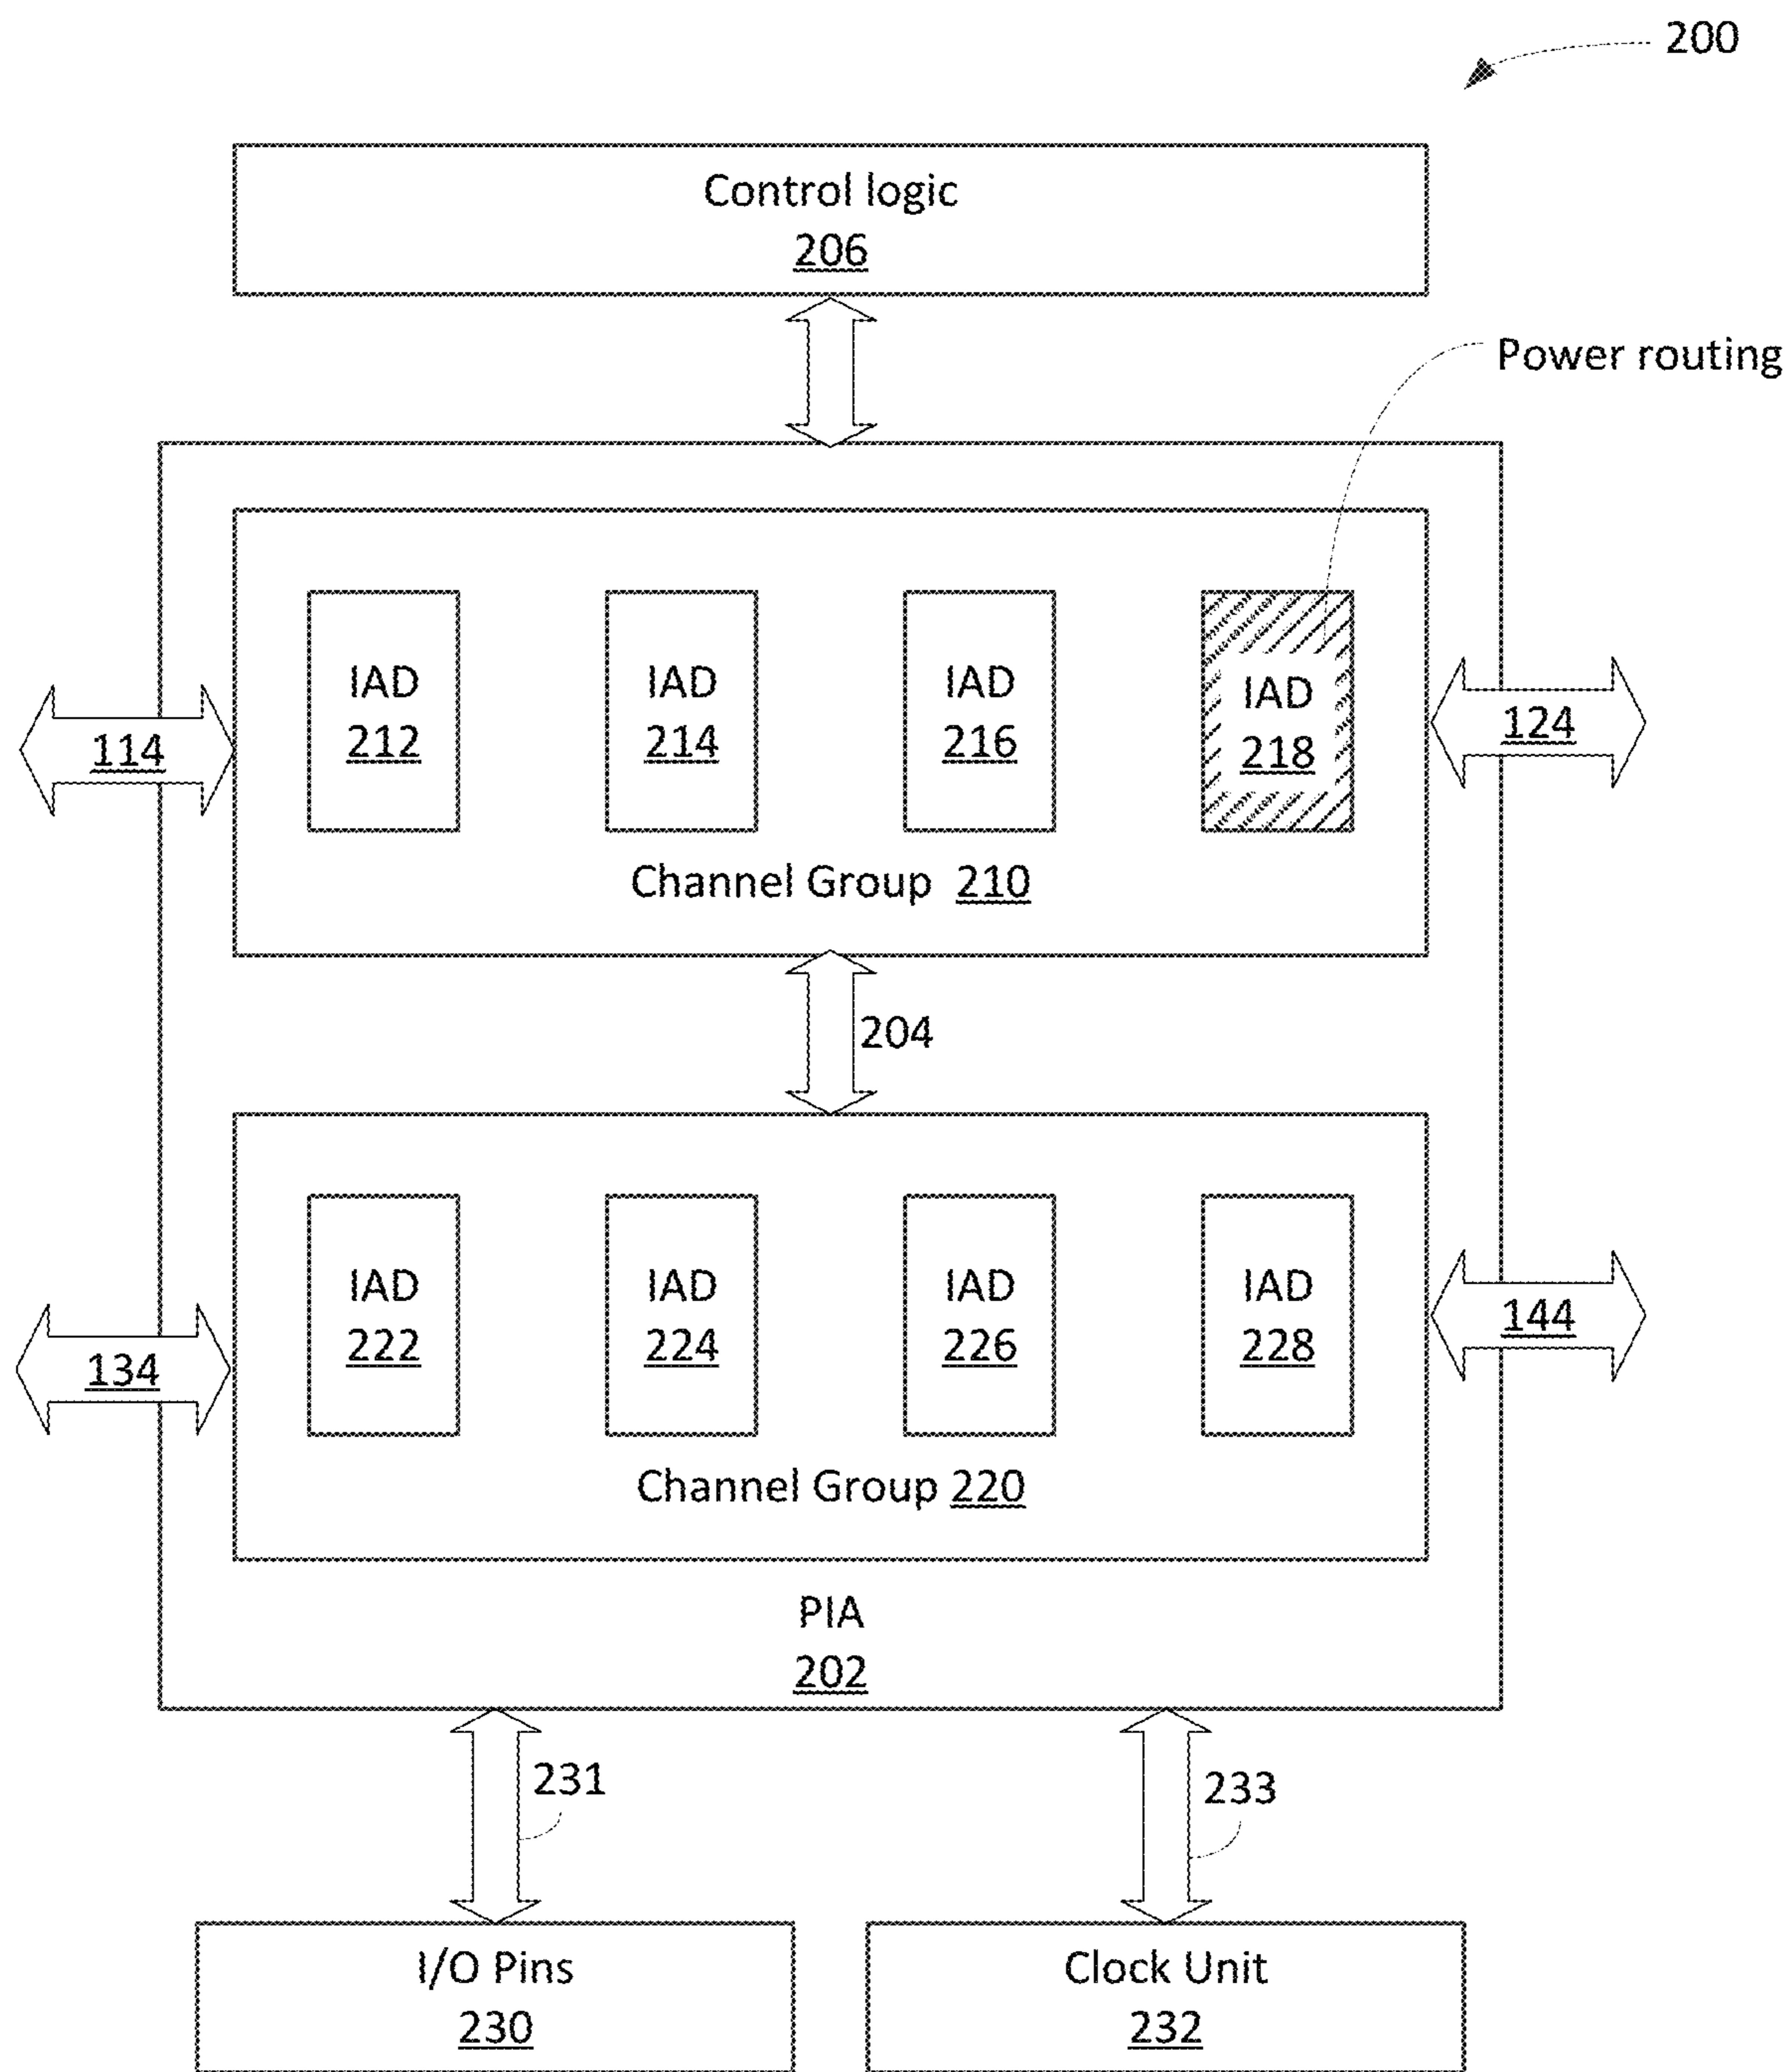 200
Control logic
206
Power routing
IAD
212
IAD
214
IAD
216
IAD
218
114
124
Channel Group 210
204
IAD
222
IAD
224
IAD
226
IAD
228
134
144
Channel Group 220
PIA
202
231
233
I/O Pins
230
Clock Unit
232